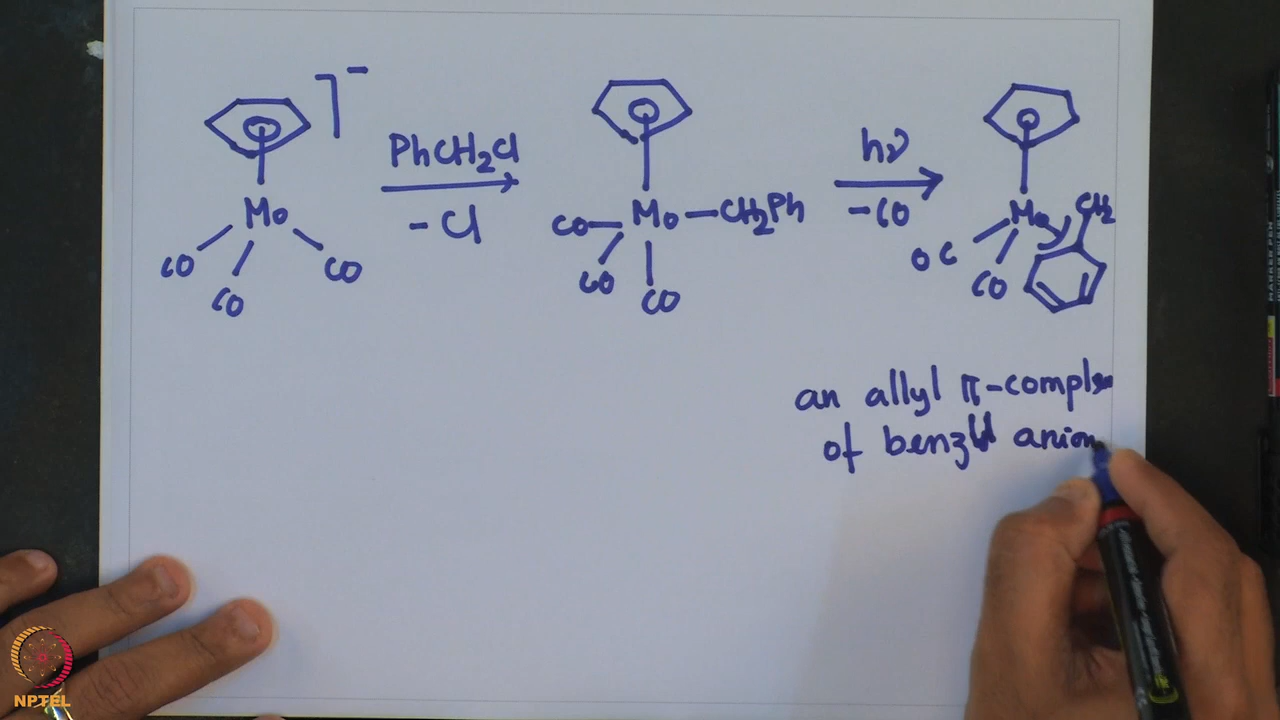 ] −
PhCH₂Cl
− Cl
Mo
CO
CO
CO
CO
Mo
CH₂Ph
CO
CO
hν
− CO
Mo
CH₂
OC
CO
an allyl π-complex
of benzyl anion
NPTEL